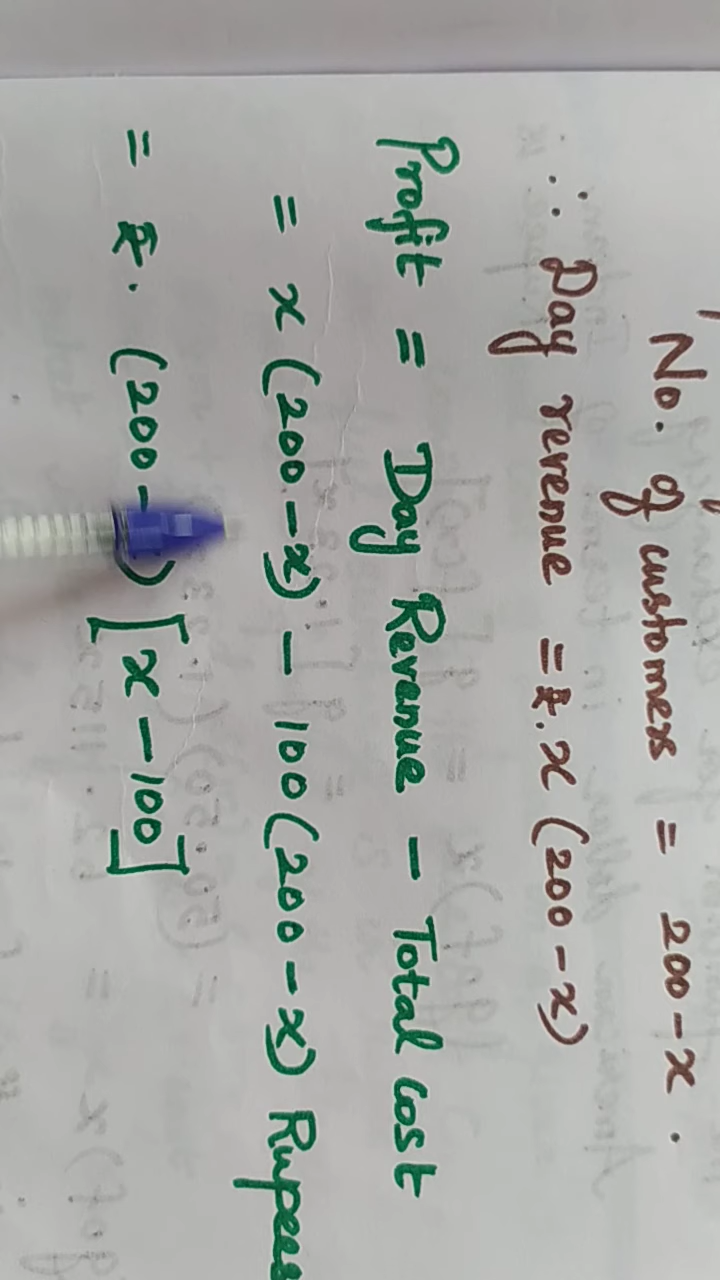 No. of customers = 200-x.
∴ Day revenue = ₹. x (200-x)
Profit = Day Revenue - Total cost
= x (200-x) - 100 (200-x) Rupees
= ₹. (200- ) [x-100]